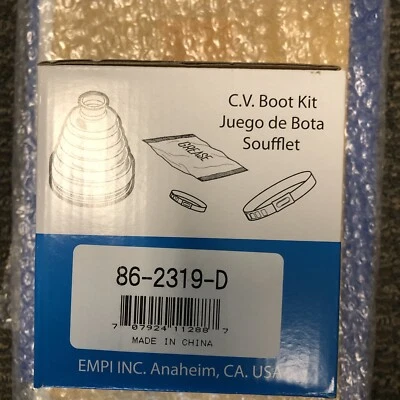 C.V. Boot Kit
Juego de Bota
Soufflet
GREASE
86-2319-D
7 07924 11288 7
MADE IN CHINA
EMPI INC. Anaheim, CA. USA